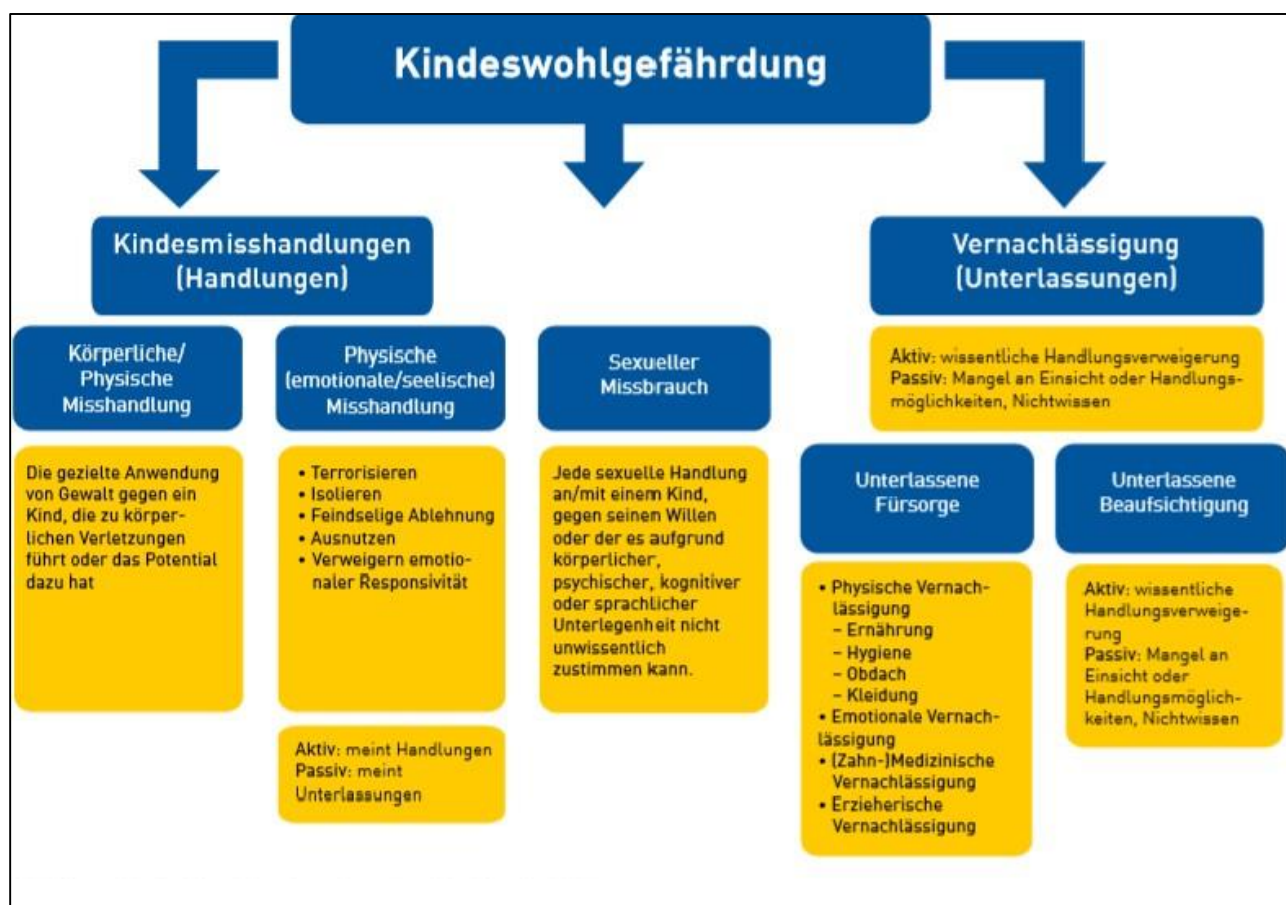 Kindeswohlgefährdung
Kindesmisshandlungen
(Handlungen)
Körperliche/
Physische
Misshandlung
Die gezielte Anwendung
von Gewalt gegen ein
Kind, die zu körper-
lichen Verletzungen
führt oder das Potential
dazu hat
Physische
(emotionale/seelische)
Misshandlung
• Terrorisieren
• Isolieren
• Feindselige Ablehnung
• Ausnutzen
• Verweigern emotio-
naler Responsivität
Aktiv: meint Handlungen
Passiv: meint
Unterlassungen
Sexueller
Missbrauch
Jede sexuelle Handlung
an/mit einem Kind,
gegen seinen Willen
oder der es aufgrund
körperlicher,
psychischer, kognitiver
oder sprachlicher
Unterlegenheit nicht
unwissentlich
zustimmen kann.
Vernachlässigung
(Unterlassungen)
Aktiv: wissentliche Handlungsverweigerung
Passiv: Mangel an Einsicht oder Handlungs-
möglichkeiten, Nichtwissen
Unterlassene
Fürsorge
• Physische Vernach-
lässigung
– Ernährung
– Hygiene
– Obdach
– Kleidung
• Emotionale Vernach-
lässigung
• (Zahn-)Medizinische
Vernachlässigung
• Erzieherische
Vernachlässigung
Unterlassene
Beaufsichtigung
Aktiv: wissentliche
Handlungsverweige-
rung
Passiv: Mangel an
Einsicht oder
Handlungsmöglich-
keiten, Nichtwissen